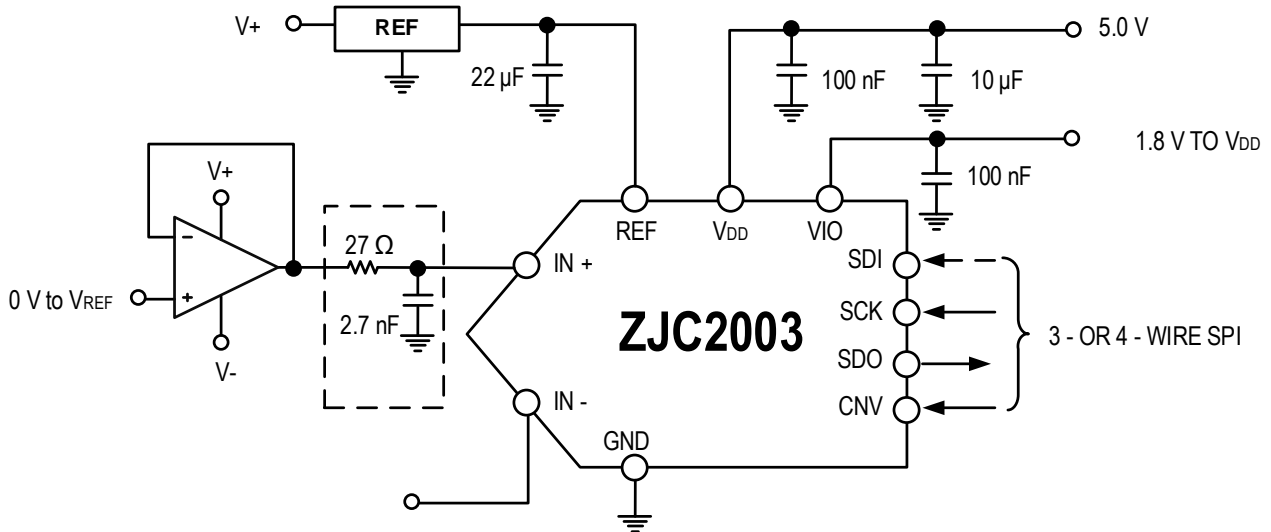 V+
REF
22 µF
100 nF
10 µF
5.0 V
1.8 V TO VDD
100 nF
V+
-
+
0 V to VREF
V-
27 Ω
2.7 nF
REF
VDD
VIO
IN +
IN -
GND
ZJC2003
SDI
SCK
SDO
CNV
3 - OR 4 - WIRE SPI